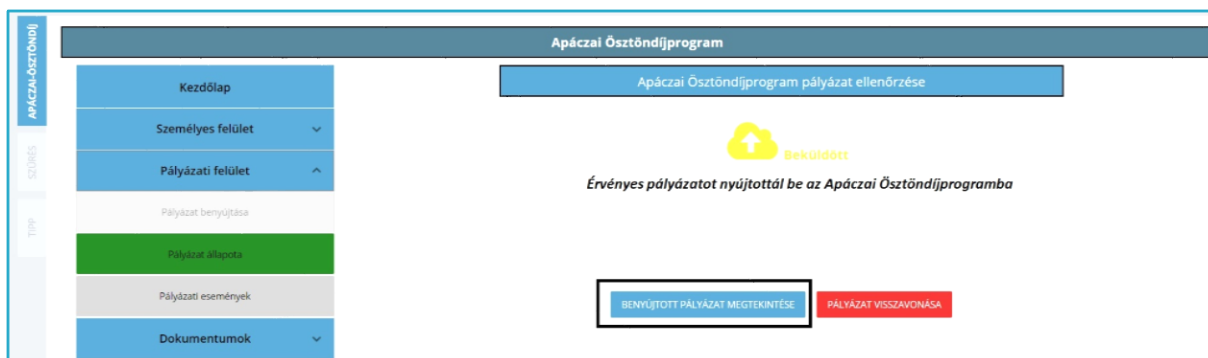 Apáczai Ösztöndíjprogram
APÁCZAI-ÖSZTÖNDÍJ
SZŰRÉS
TIPP
Kezdőlap
Személyes felület
Pályázati felület
Pályázat benyújtása
Pályázat állapota
Pályázati események
Dokumentumok
Apáczai Ösztöndíjprogram pályázat ellenőrzése
Beküldött
Érvényes pályázatot nyújtottál be az Apáczai Ösztöndíjprogramba
BENYÚJTOTT PÁLYÁZAT MEGTEKINTÉSE
PÁLYÁZAT VISSZAVONÁSA